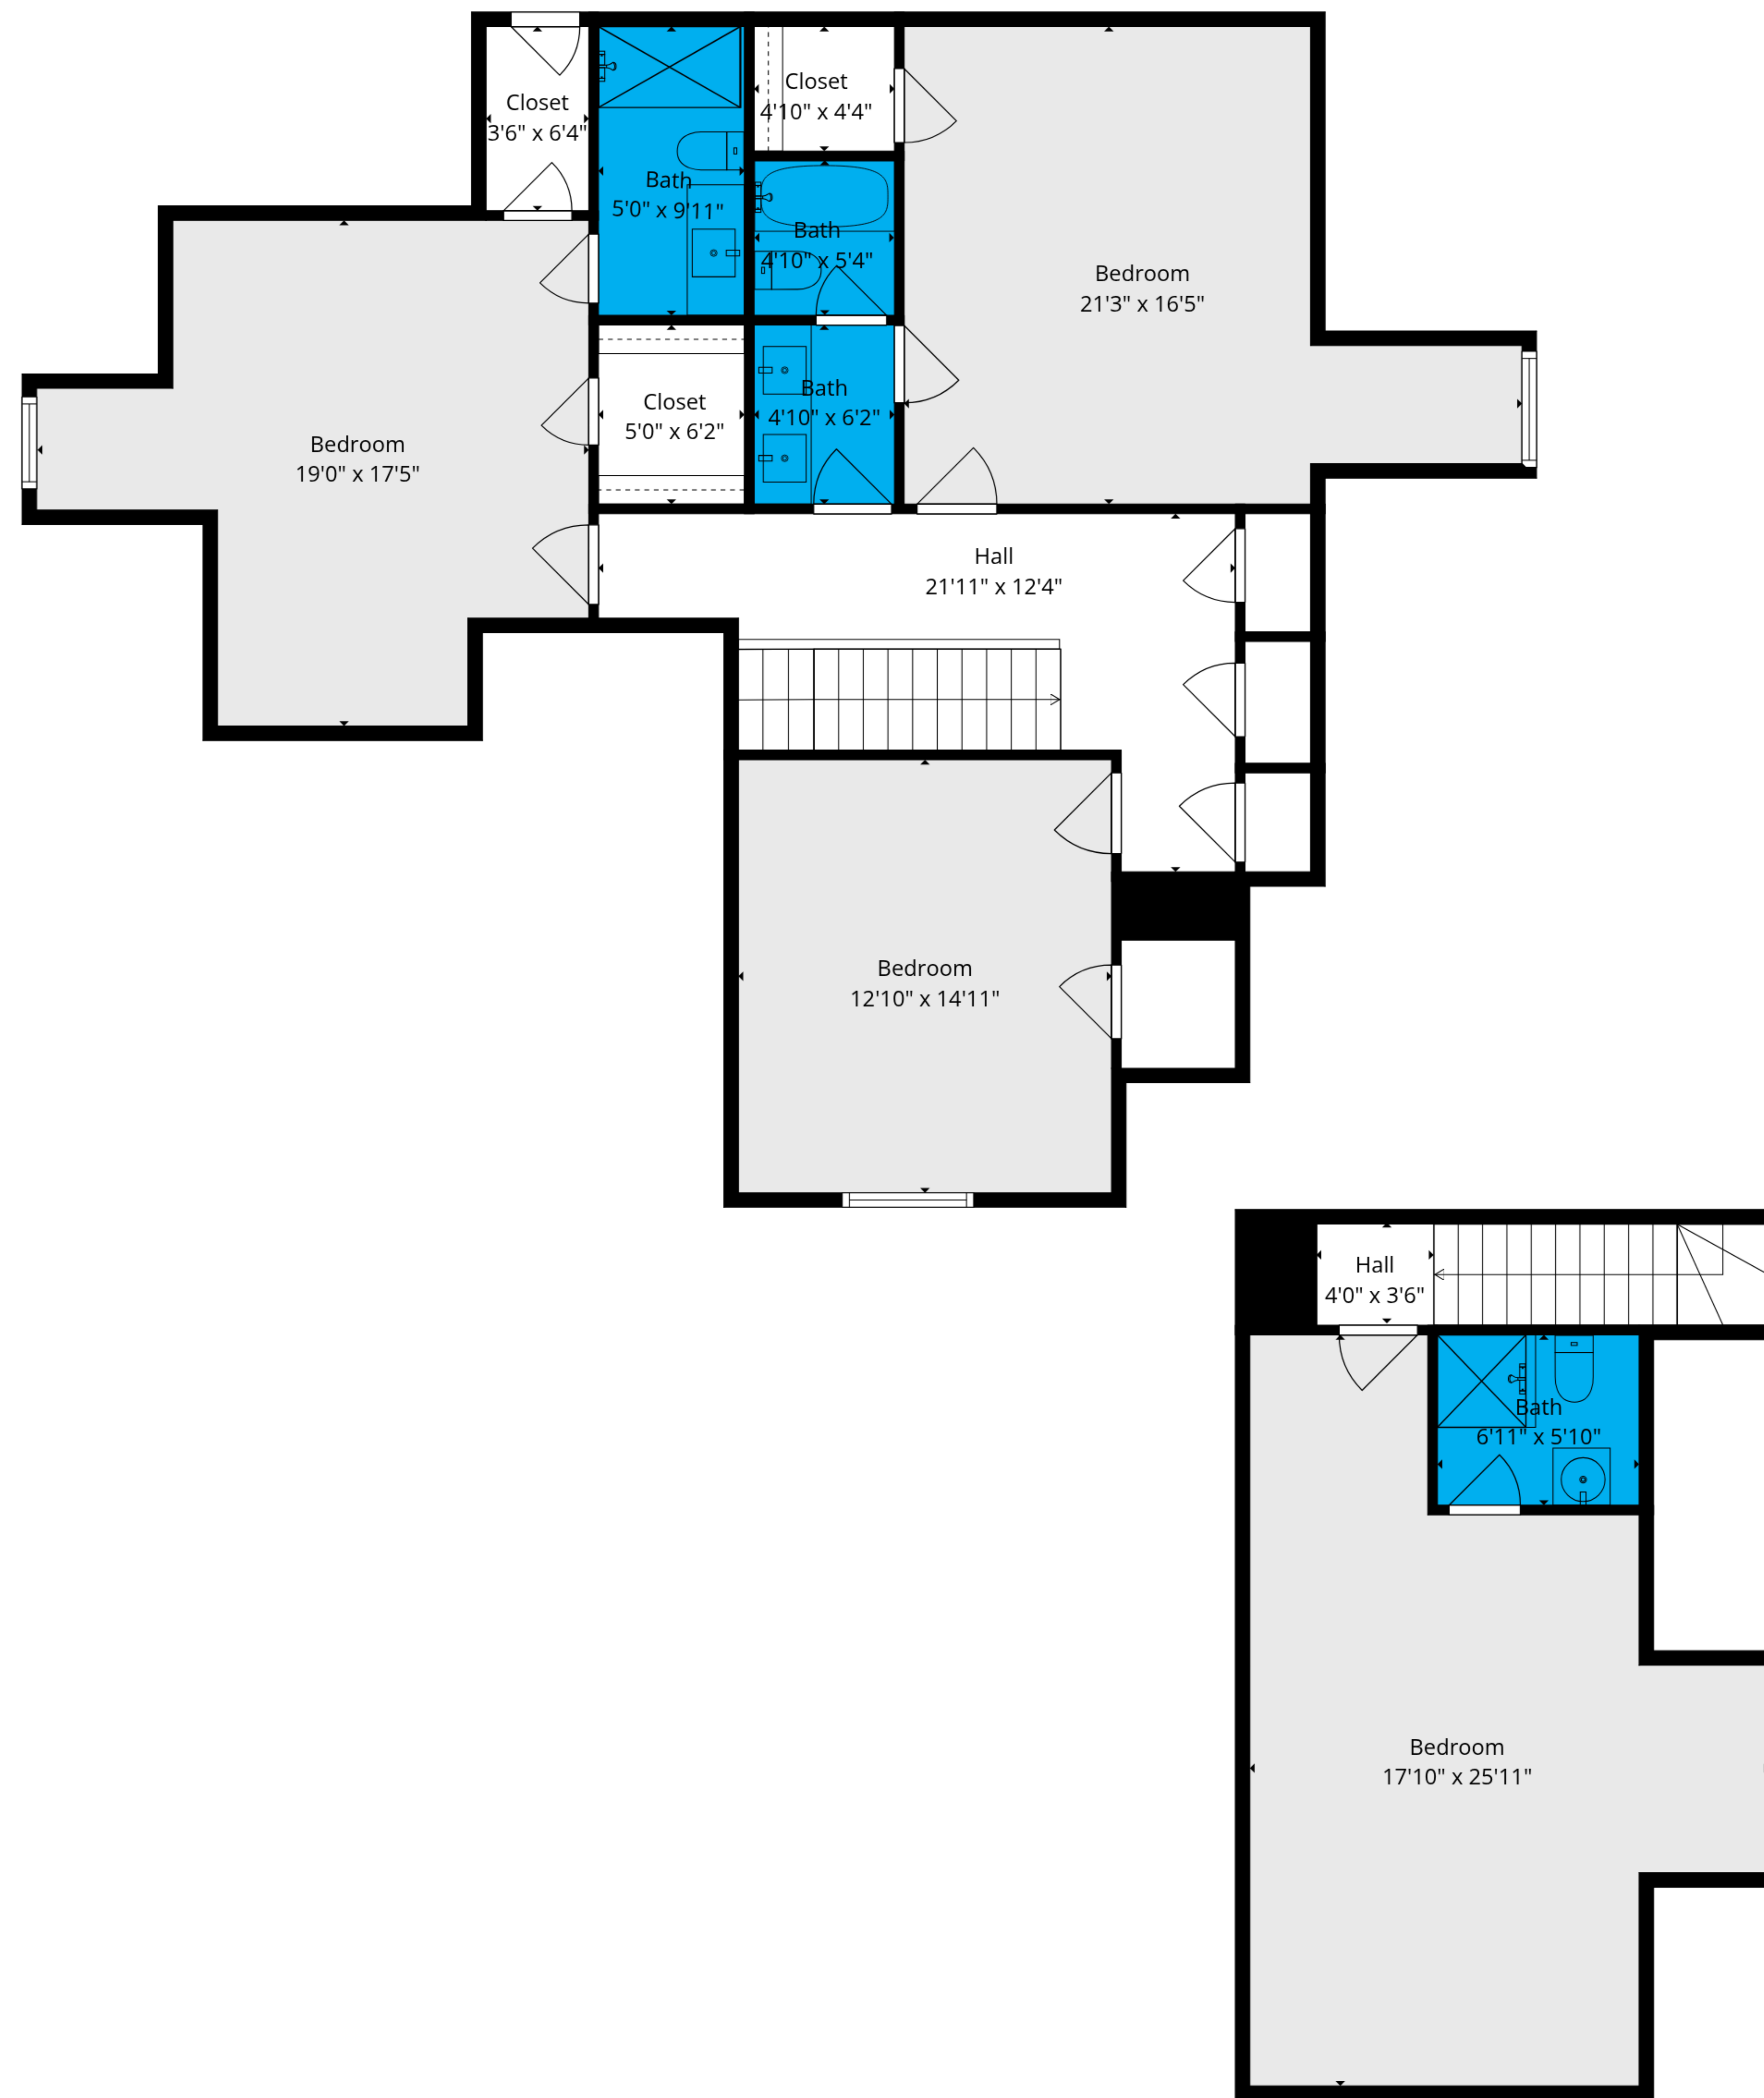 Closet
3'6" x 6'4"
Bath
5'0" x 9'11"
Closet
4'10" x 4'4"
Bath
4'10" x 5'4"
Bedroom
21'3" x 16'5"
Bedroom
19'0" x 17'5"
Closet
5'0" x 6'2"
Bath
4'10" x 6'2"
Hall
21'11" x 12'4"
Bedroom
12'10" x 14'11"
Hall
4'0" x 3'6"
Bath
6'11" x 5'10"
Bedroom
17'10" x 25'11"